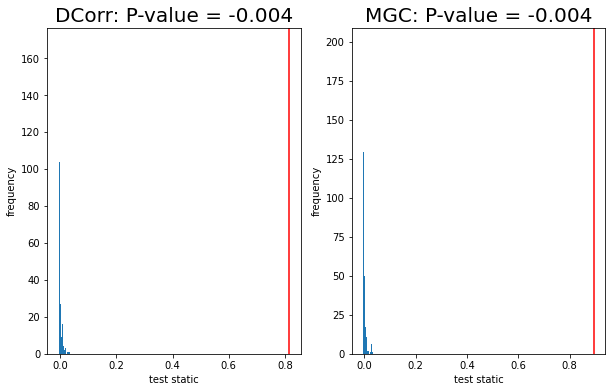 DCorr: P-value = -0.004
frequency
160
140
120
100
80
60
40
20
0
0.0 0.2 0.4 0.6 0.8
test static
MGC: P-value = -0.004
frequency
200
175
150
125
100
75
50
25
0
0.0 0.2 0.4 0.6 0.8
test static